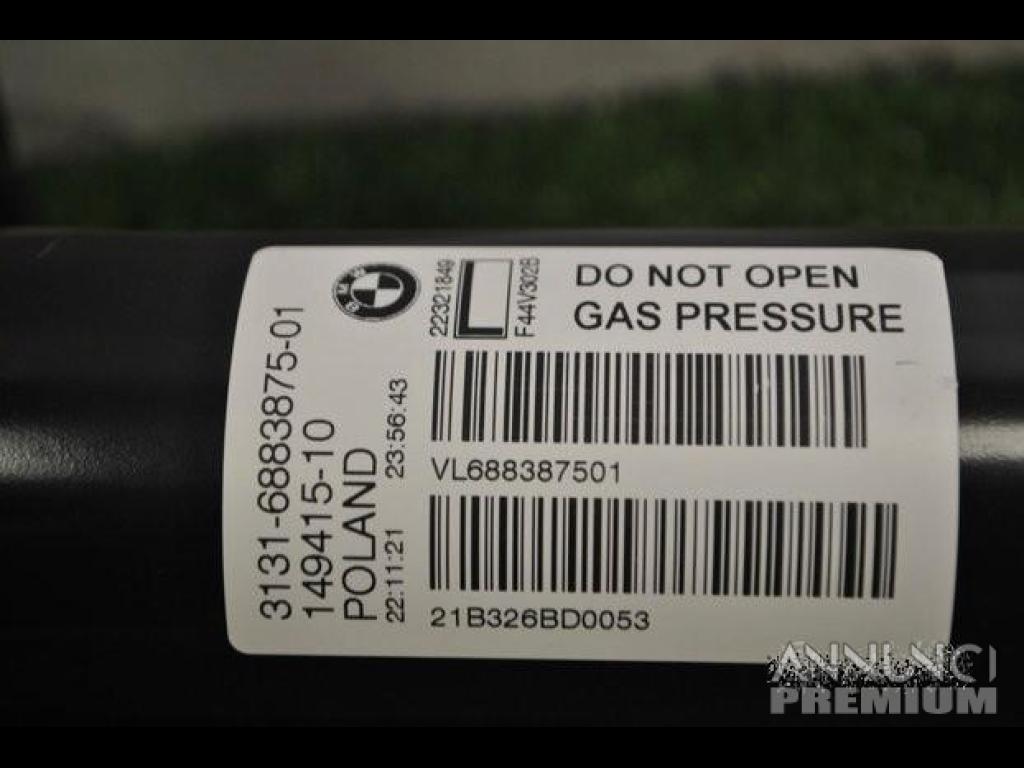 BMW
3131-6883875-01
149415-10
POLAND
22:11:21 23:56:43
22321849
F44V302B
DO NOT OPEN
GAS PRESSURE
VL688387501
21B326BD0053
ANNUNCI
PREMIUM